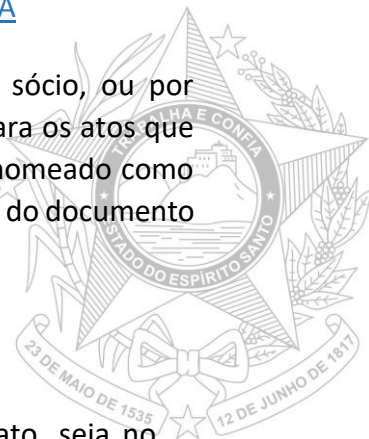 A
sócio, ou por
ara os atos que
nomeado como
do documento
TRABALHA E CONFIA
ESTADO DO ESPÍRITO SANTO
23 DE MAIO DE 1535
12 DE JUNHO DE 1817
ato, seja no